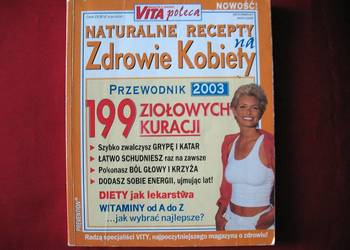 VITA poleca
NOWOŚĆ!
NATURALNE RECEPTY
na
Zdrowie Kobiety
PRZEWODNIK 2003
199 ZIOŁOWYCH
KURACJI
Szybko zwalczysz GRYPĘ I KATAR
ŁATWO SCHUDNIESZ raz na zawsze
Pokonasz BÓL GŁOWY I KRZYŻA
DODASZ SOBIE ENERGII, ujmując lat!
DIETY jak lekarstwa
WITAMINY od A do Z
...jak wybrać najlepsze?
PREVENTION
Radzą specjaliści VITY, najpoczytniejszego magazynu o zdrowiu!